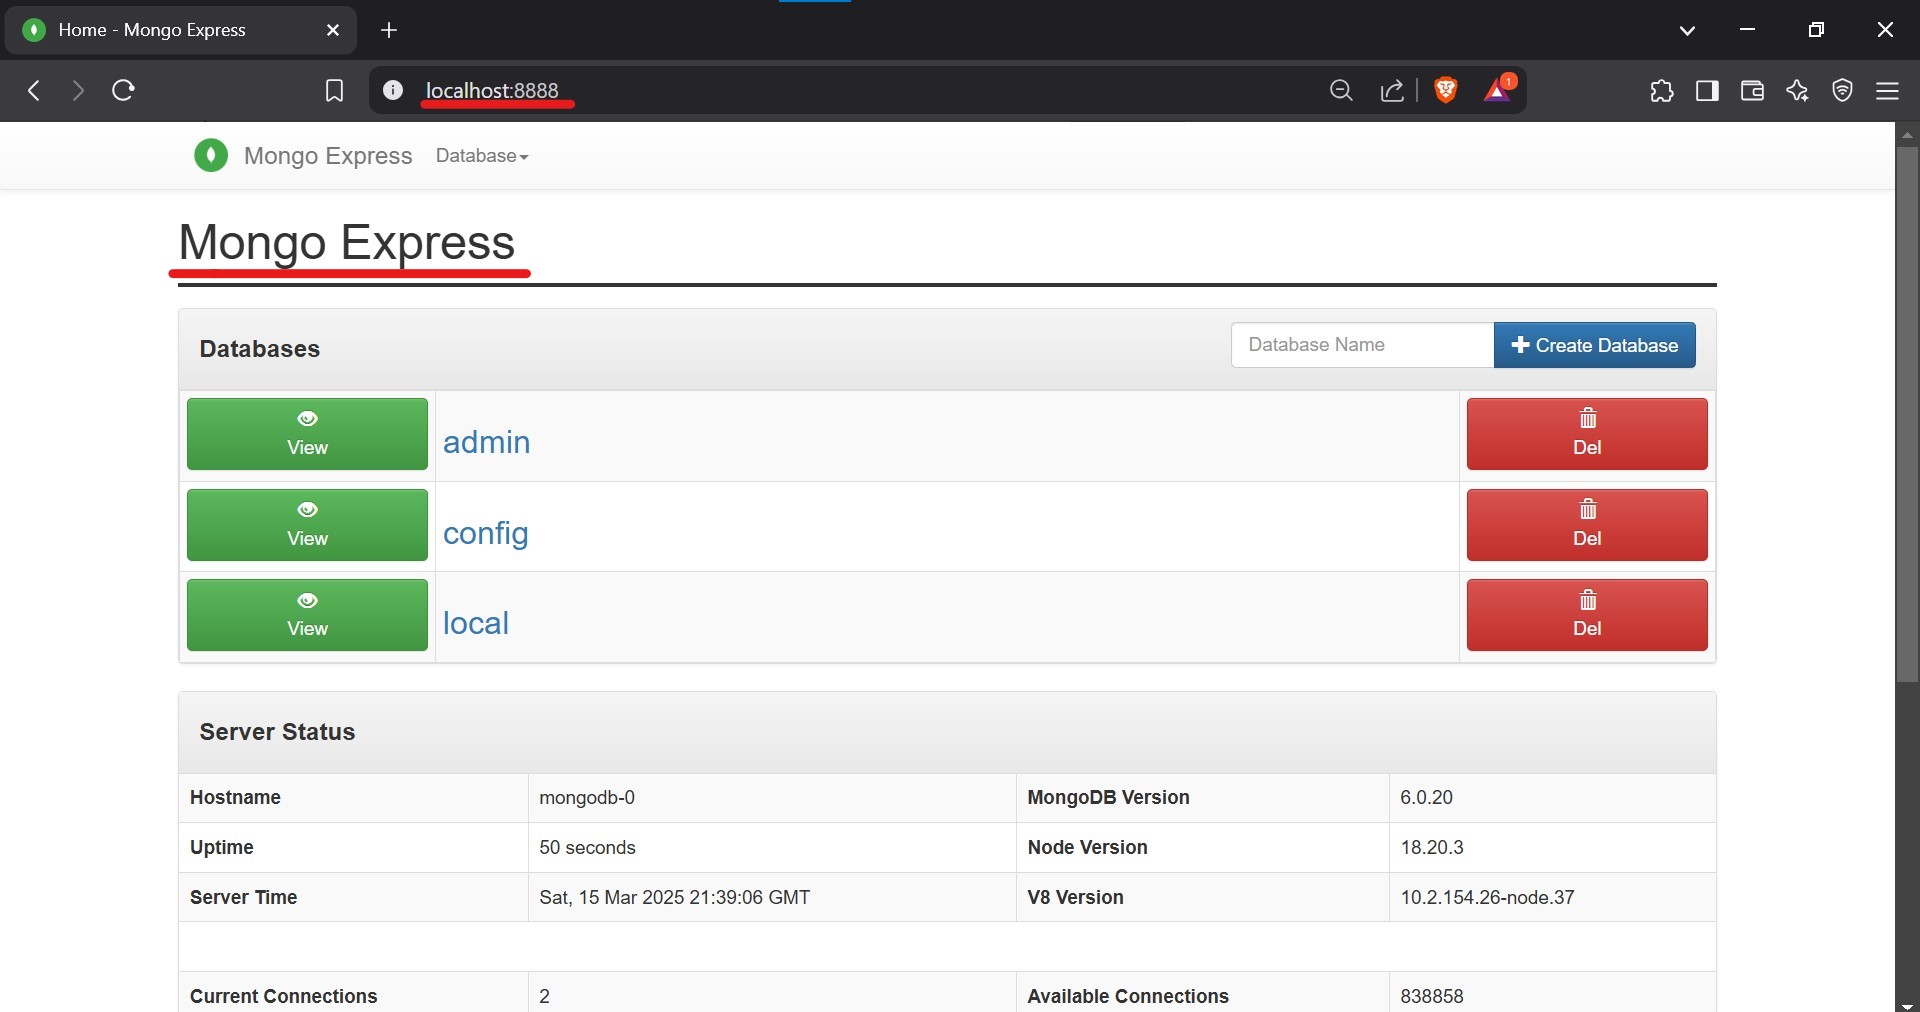 Home - Mongo Express
localhost:8888
1
Mongo Express Database
Mongo Express
Databases
Database Name
Create Database
View admin Del
View config Del
View local Del
Server Status
Hostname mongodb-0 MongoDB Version 6.0.20
Uptime 50 seconds Node Version 18.20.3
Server Time Sat, 15 Mar 2025 21:39:06 GMT V8 Version 10.2.154.26-node.37
Current Connections 2 Available Connections 838858